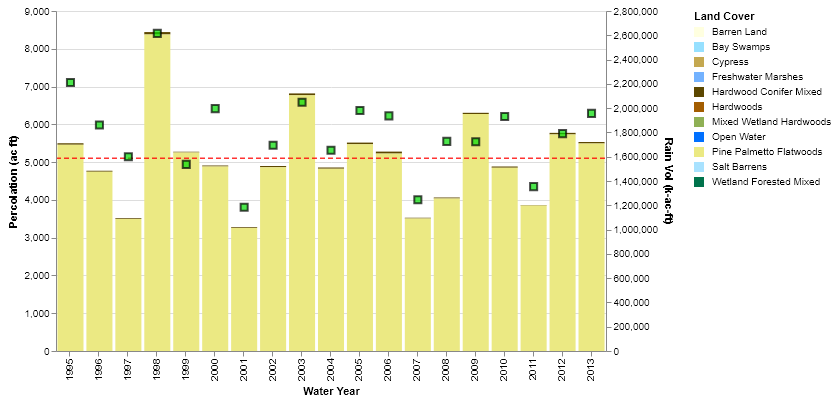 9,000
8,000
7,000
6,000
5,000
4,000
3,000
2,000
1,000
0
Percolation (ac ft)
2,800,000
2,600,000
2,400,000
2,200,000
2,000,000
1,800,000
1,600,000
1,400,000
1,200,000
1,000,000
800,000
600,000
400,000
200,000
0
Rain Vol (k-ac-ft)
1995
1996
1997
1998
1999
2000
2001
2002
2003
2004
2005
2006
2007
2008
2009
2010
2011
2012
2013
Water Year
Land Cover
Barren Land
Bay Swamps
Cypress
Freshwater Marshes
Hardwood Conifer Mixed
Hardwoods
Mixed Wetland Hardwoods
Open Water
Pine Palmetto Flatwoods
Salt Barrens
Wetland Forested Mixed